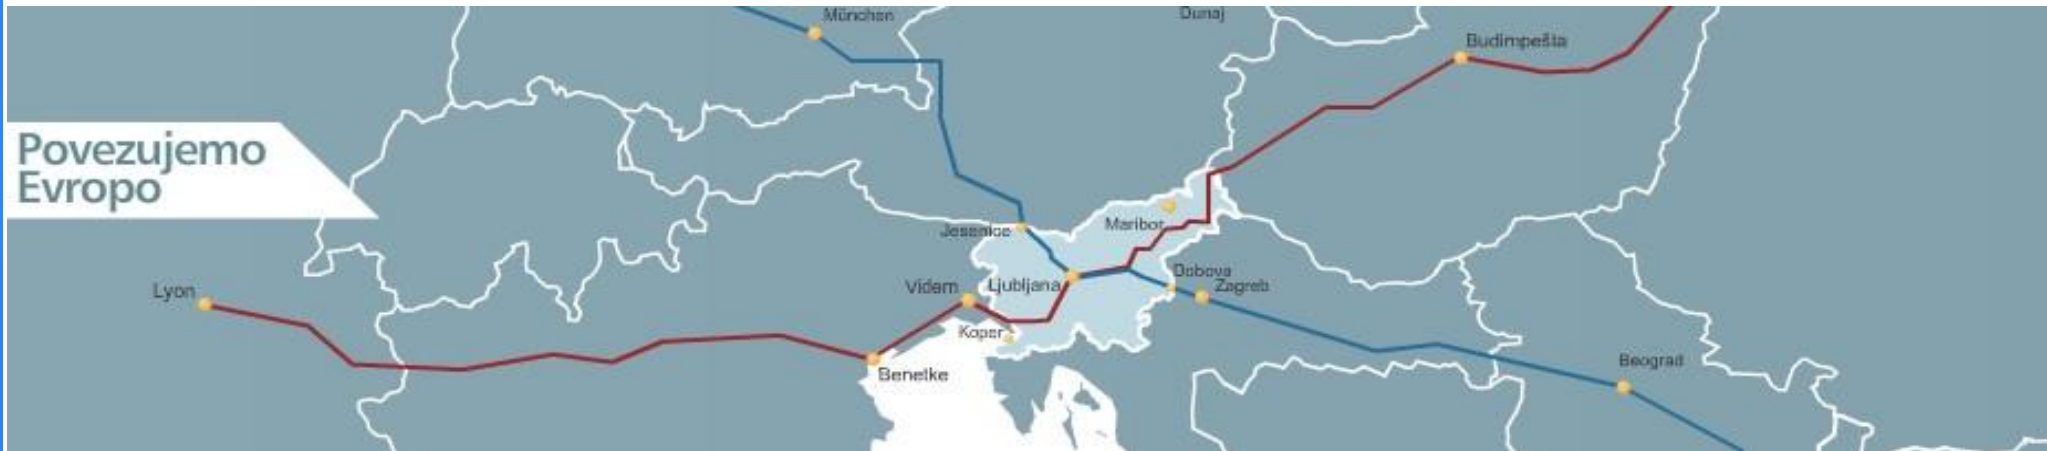 München
Dunaj
Budimpešta
Povezujemo
Evropo
Maribor
Jesenice
Dobova
Videm
Ljubljana
Zagreb
Lyon
Koper
Beograd
Benetke